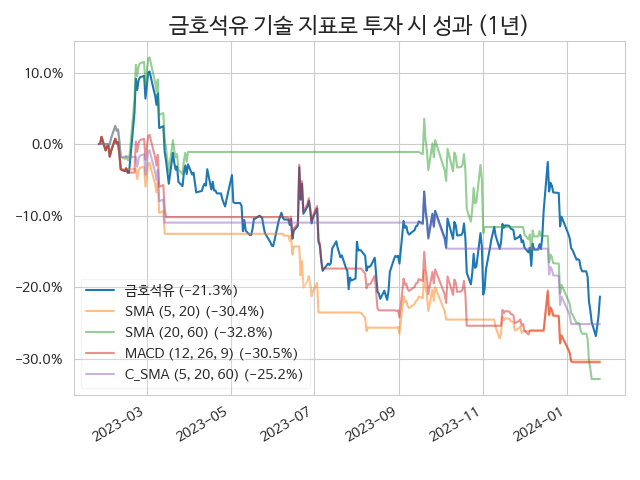 금호석유 기술 지표로 투자 시 성과 (1년)
10.0%
0.0%
−10.0%
−20.0%
−30.0%
금호석유 (−21.3%)
SMA (5, 20) (−30.4%)
SMA (20, 60) (−32.8%)
MACD (12, 26, 9) (−30.5%)
C_SMA (5, 20, 60) (−25.2%)
2023−03
2023−05
2023−07
2023−09
2023−11
2024−01